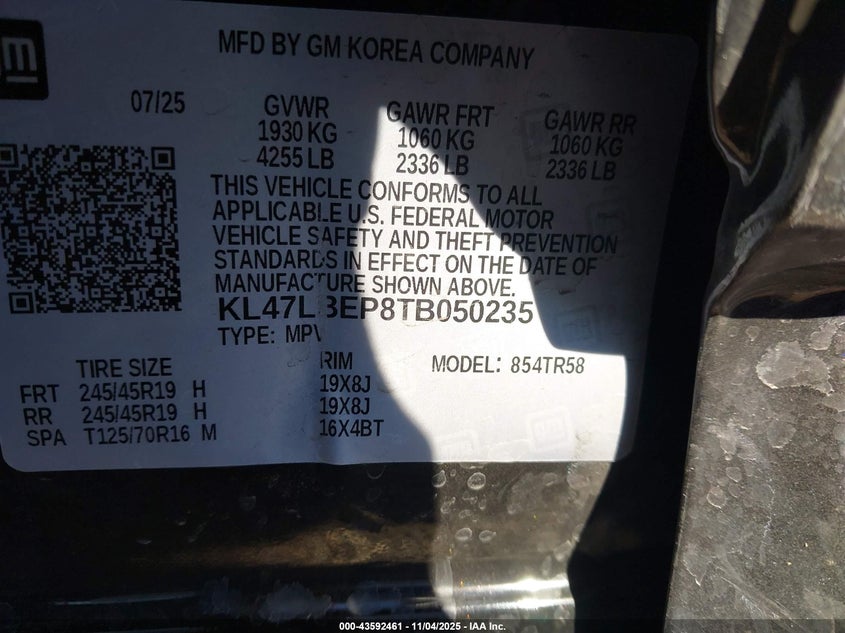 gm
MFD BY GM KOREA COMPANY
07/25 GVWR GAWR FRT GAWR RR
1930 KG 1060 KG 1060 KG
4255 LB 2336 LB 2336 LB
THIS VEHICLE CONFORMS TO ALL
APPLICABLE U.S. FEDERAL MOTOR
VEHICLE SAFETY AND THEFT PREVENTION
STANDARDS IN EFFECT ON THE DATE OF
MANUFACTURE SHOWN ABOVE.
KL47LBEP8TB050235
TYPE: MPV MODEL: 854TR58
TIRE SIZE RIM
FRT 245/45R19 H 19X8J
RR 245/45R19 H 19X8J
SPA T125/70R16 M 16X4BT
000-43592461 - 11/04/2025 - IAA Inc.